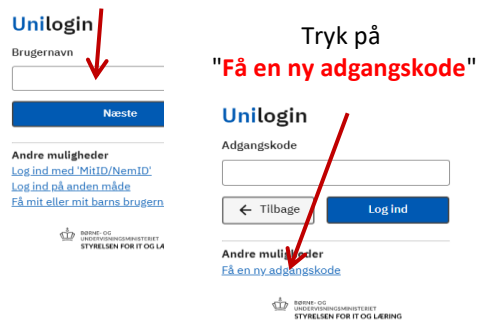 Unilogin
Brugernavn
Næste
Andre muligheder
Log ind med 'MitID/NemID'
Log ind på anden måde
Få mit eller mit barns brugern
BØRNE- OG
UNDERVISNINGSMINISTERIET
STYRELSEN FOR IT OG LÆ
Tryk på
"Få en ny adgangskode"
Unilogin
Adgangskode
← Tilbage
Log ind
Andre muligheder
Få en ny adgangskode
BØRNE- OG
UNDERVISNINGSMINISTERIET
STYRELSEN FOR IT OG LÆRING